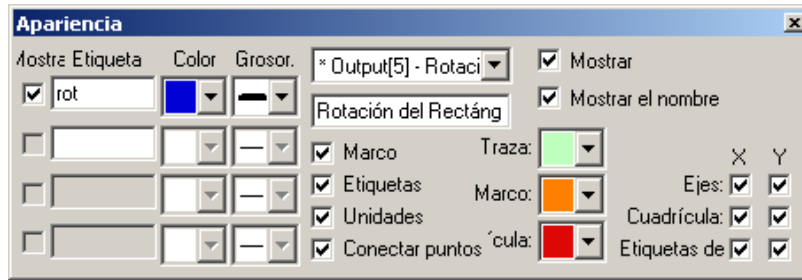 Apariencia
Mostra Etiqueta Color Grosor. * Output[5] - Rotaci Mostrar
rot Rotación del Rectáng Mostrar el nombre
Marco Traza: X Y
Etiquetas Marco: Ejes:
Unidades Cuadrícula:
Conectar puntos cula: Etiquetas de